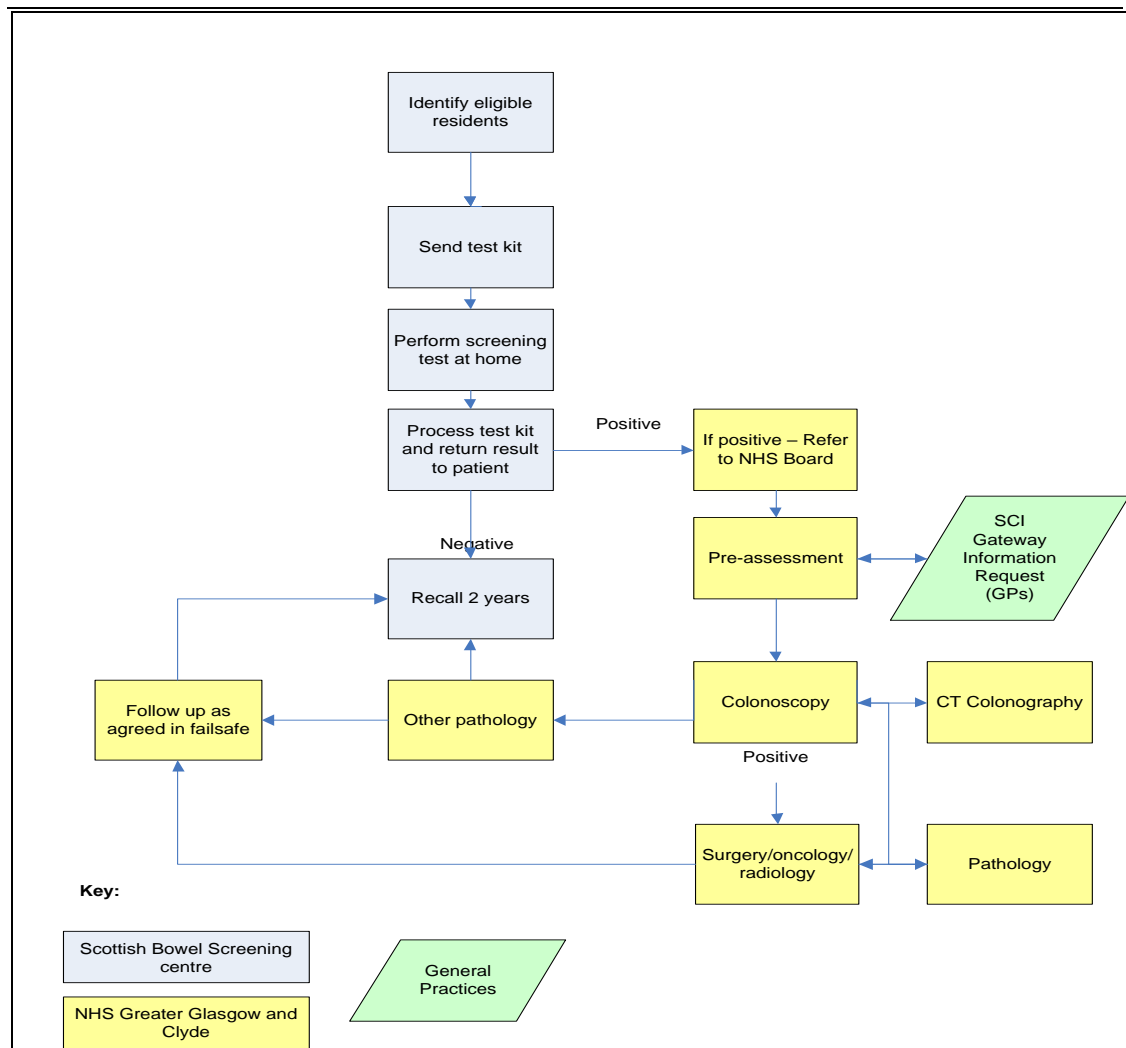 Identify eligible
residents
Send test kit
Perform screening
test at home
Process test kit
and return result
to patient
Positive
If positive – Refer
to NHS Board
SCI
Gateway
Information
Request
(GPs)
Pre-assessment
Negative
Recall 2 years
Follow up as
agreed in failsafe
Other pathology
Colonoscopy
CT Colonography
Positive
Surgery/oncology/
radiology
Pathology
Key:
Scottish Bowel Screening
centre
General
Practices
NHS Greater Glasgow and
Clyde